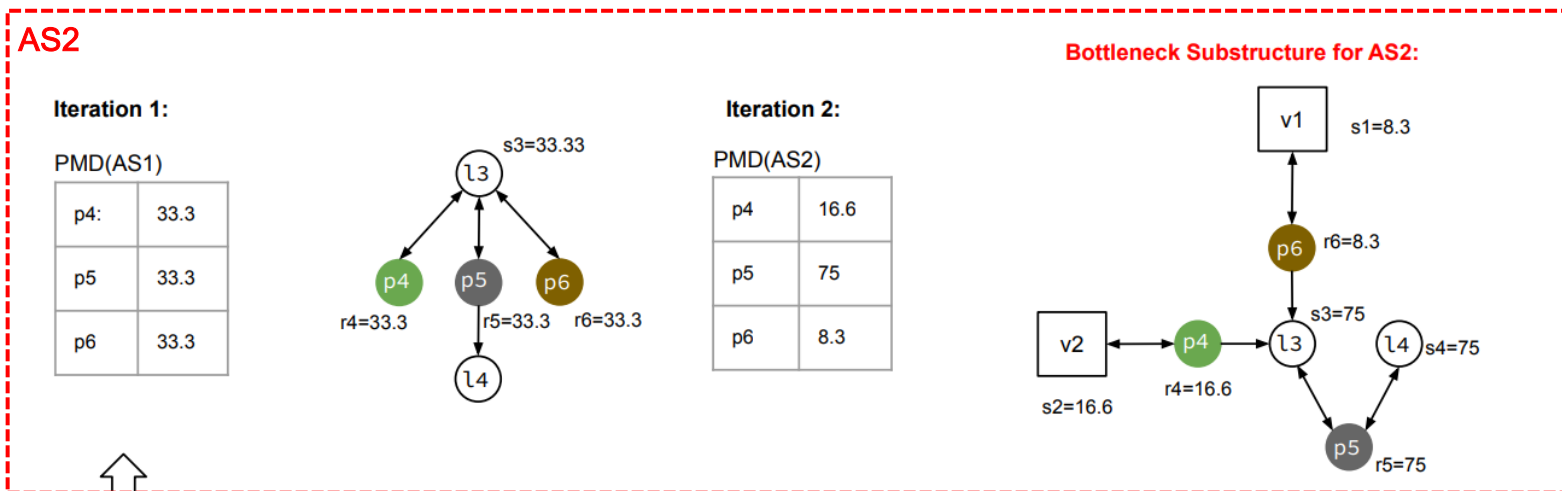 AS2
Bottleneck Substructure for AS2:
Iteration 1:
PMD(AS1)
p4: 33.3
p5 33.3
p6 33.3
s3=33.33
l3
p4
p5
p6
r4=33.3
r5=33.3
r6=33.3
l4
Iteration 2:
PMD(AS2)
p4 16.6
p5 75
p6 8.3
v1
s1=8.3
p6
r6=8.3
s3=75
v2
p4
l3
l4
s4=75
r4=16.6
s2=16.6
p5
r5=75